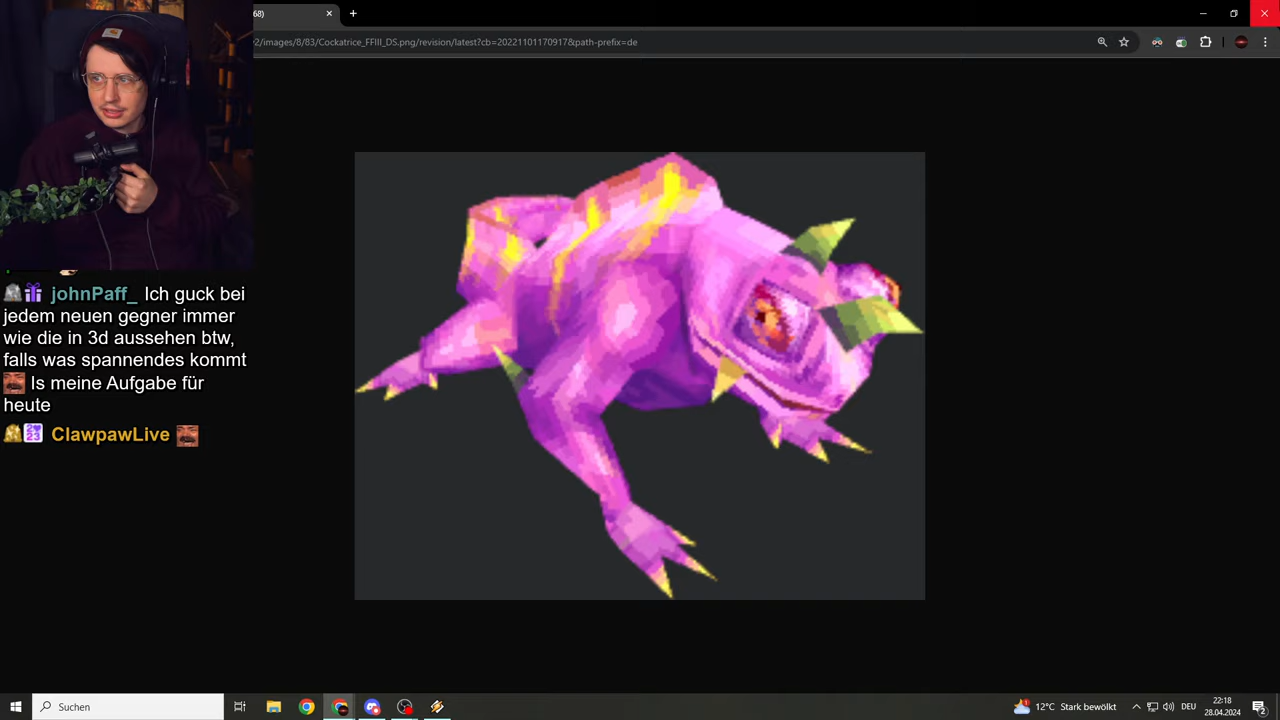 68)
2/images/8/83/Cockatrice_FFIII_DS.png/revision/latest?cb=20221101170917&path-prefix=de
johnPaff_ Ich guck bei
jedem neuen gegner immer
wie die in 3d aussehen btw,
falls was spannendes kommt
Is meine Aufgabe für
heute
ClawpawLive
Suchen
12°C Stark bewölkt
DEU
22:18
28.04.2024